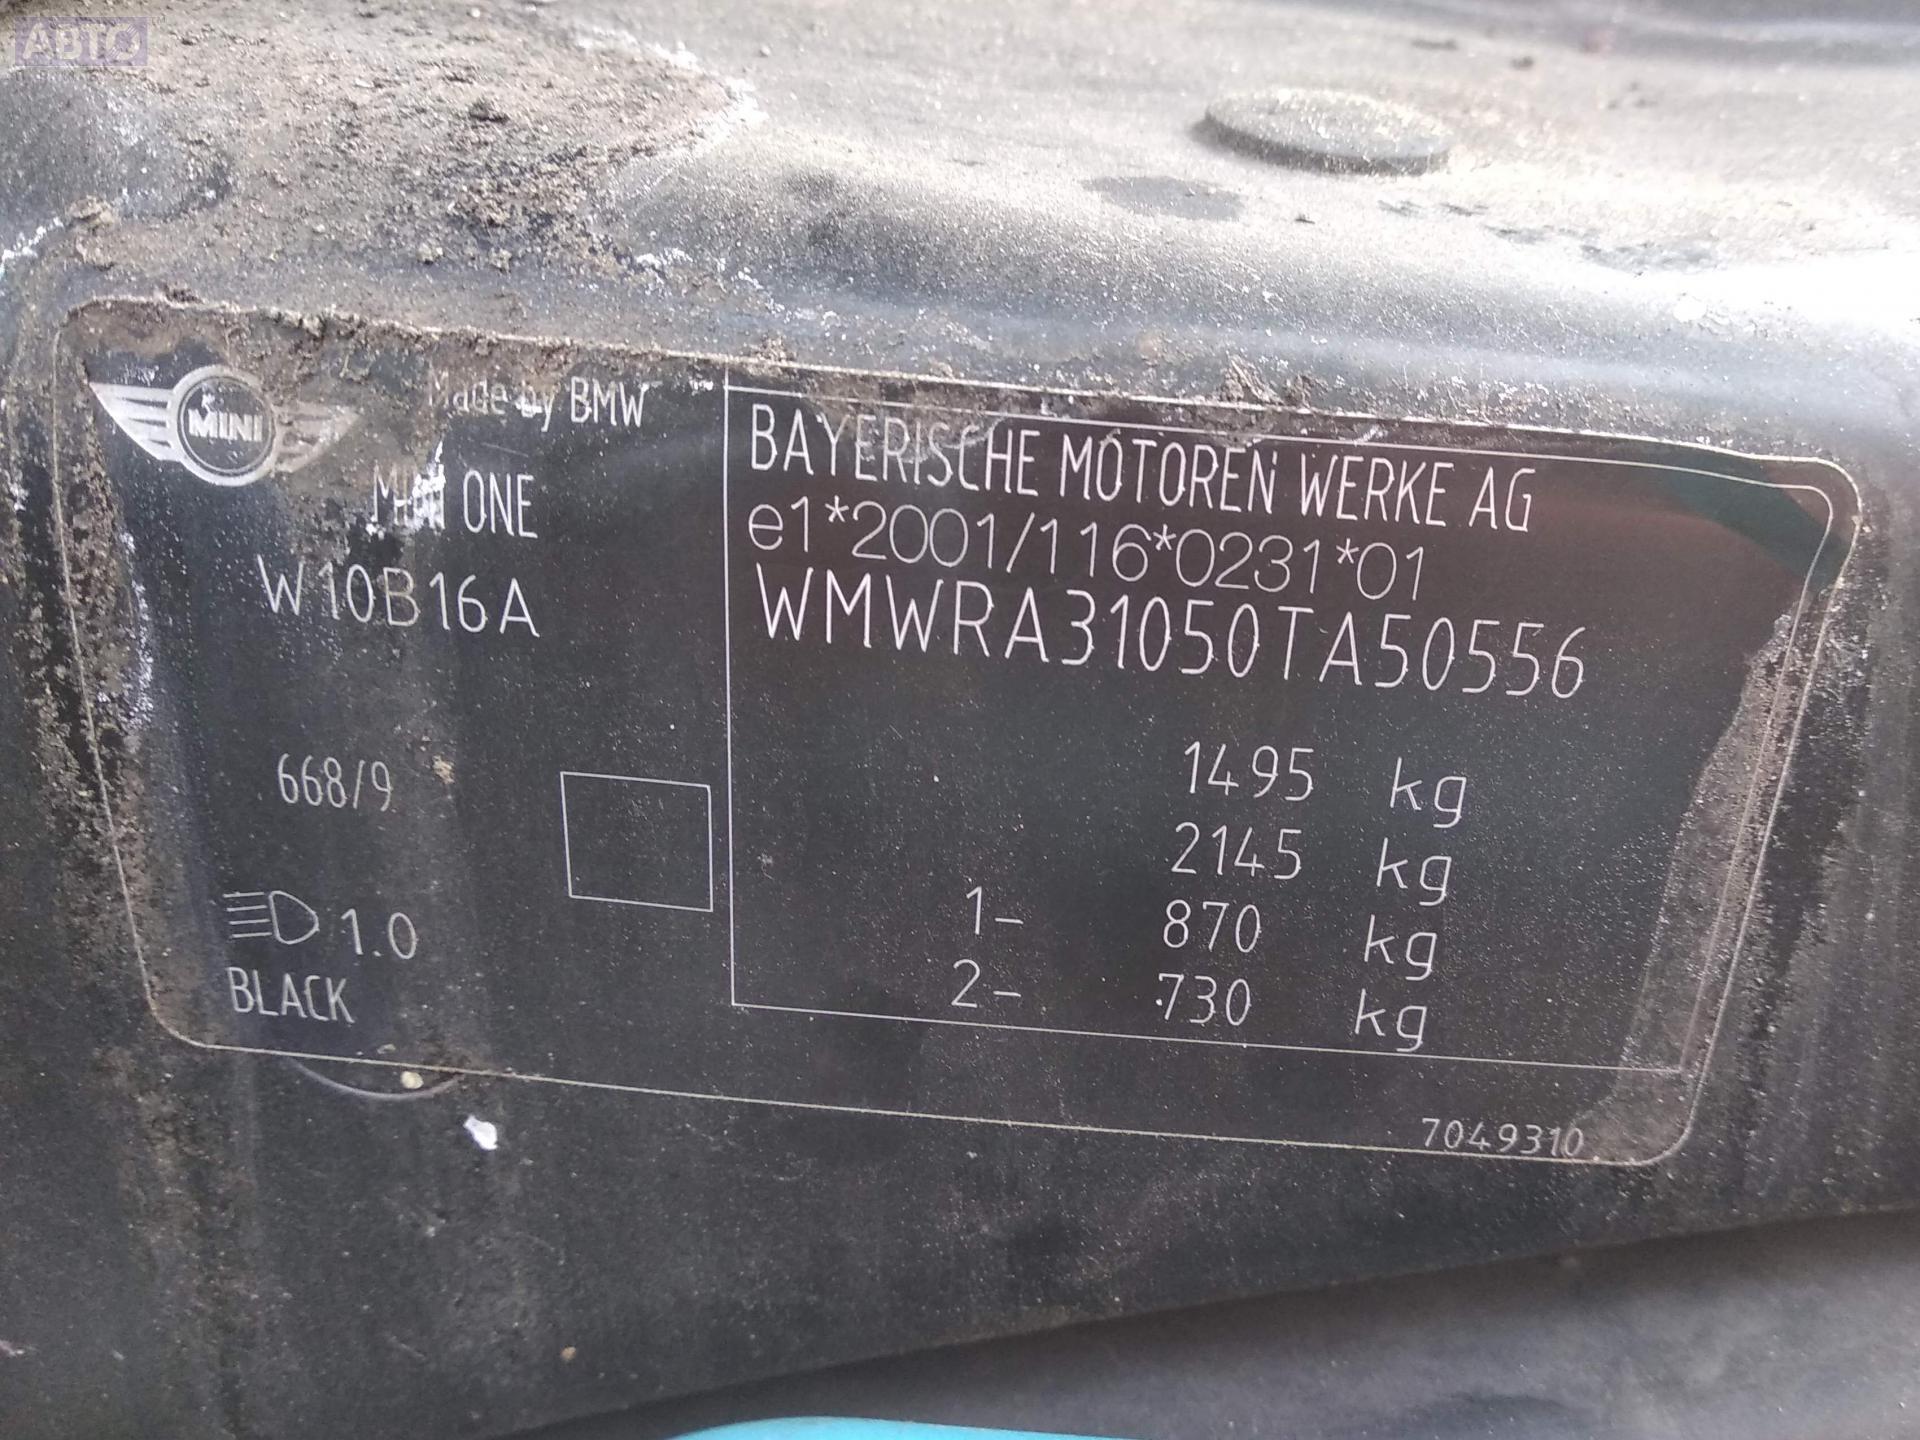 АВТО
MINI
Made by BMW
MINI ONE
W10B16A
668/9
1.0
BLACK
BAYERISCHE MOTOREN WERKE AG
e1*2001/116*0231*01
WMWRA31050TA50556
1495 kg
2145 kg
1- 870 kg
2- 730 kg
7049310